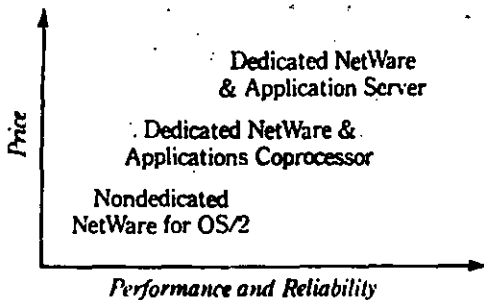 Price
Dedicated NetWare
& Application Server
Dedicated NetWare &
Applications Coprocessor
Nondedicated
NetWare for OS/2
Performance and Reliability